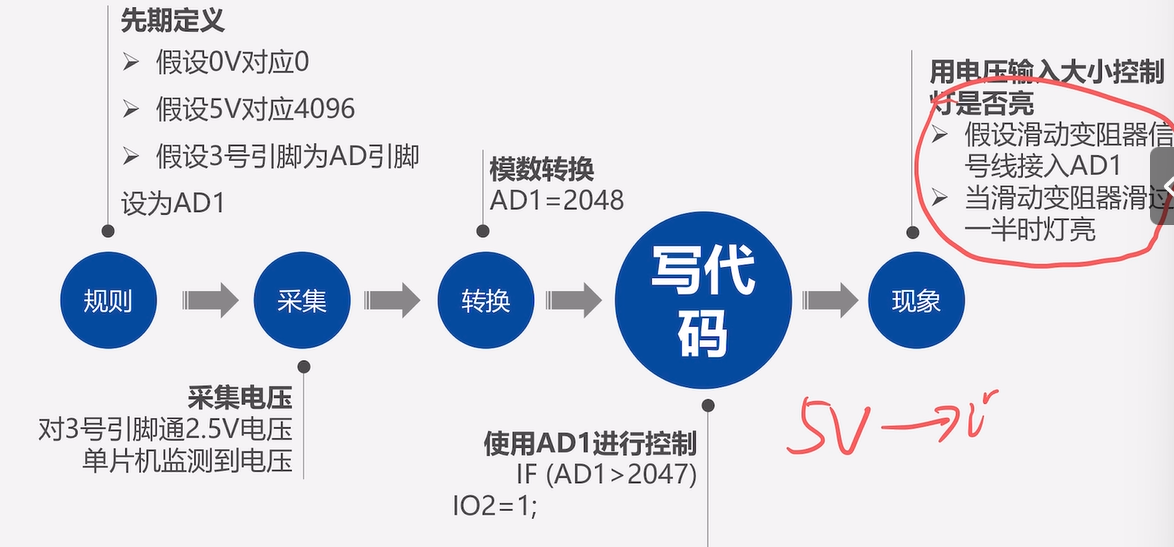 先期定义
假设0V对应0
假设5V对应4096
假设3号引脚为AD引脚
设为AD1
模数转换
AD1=2048
用电压输入大小控制
灯是否亮
假设滑动变阻器信
号线接入AD1
当滑动变阻器滑过
一半时灯亮
规则
采集
转换
写代
码
现象
采集电压
对3号引脚通2.5V电压
单片机监测到电压
使用AD1进行控制
IF (AD1>2047)
IO2=1;
5V